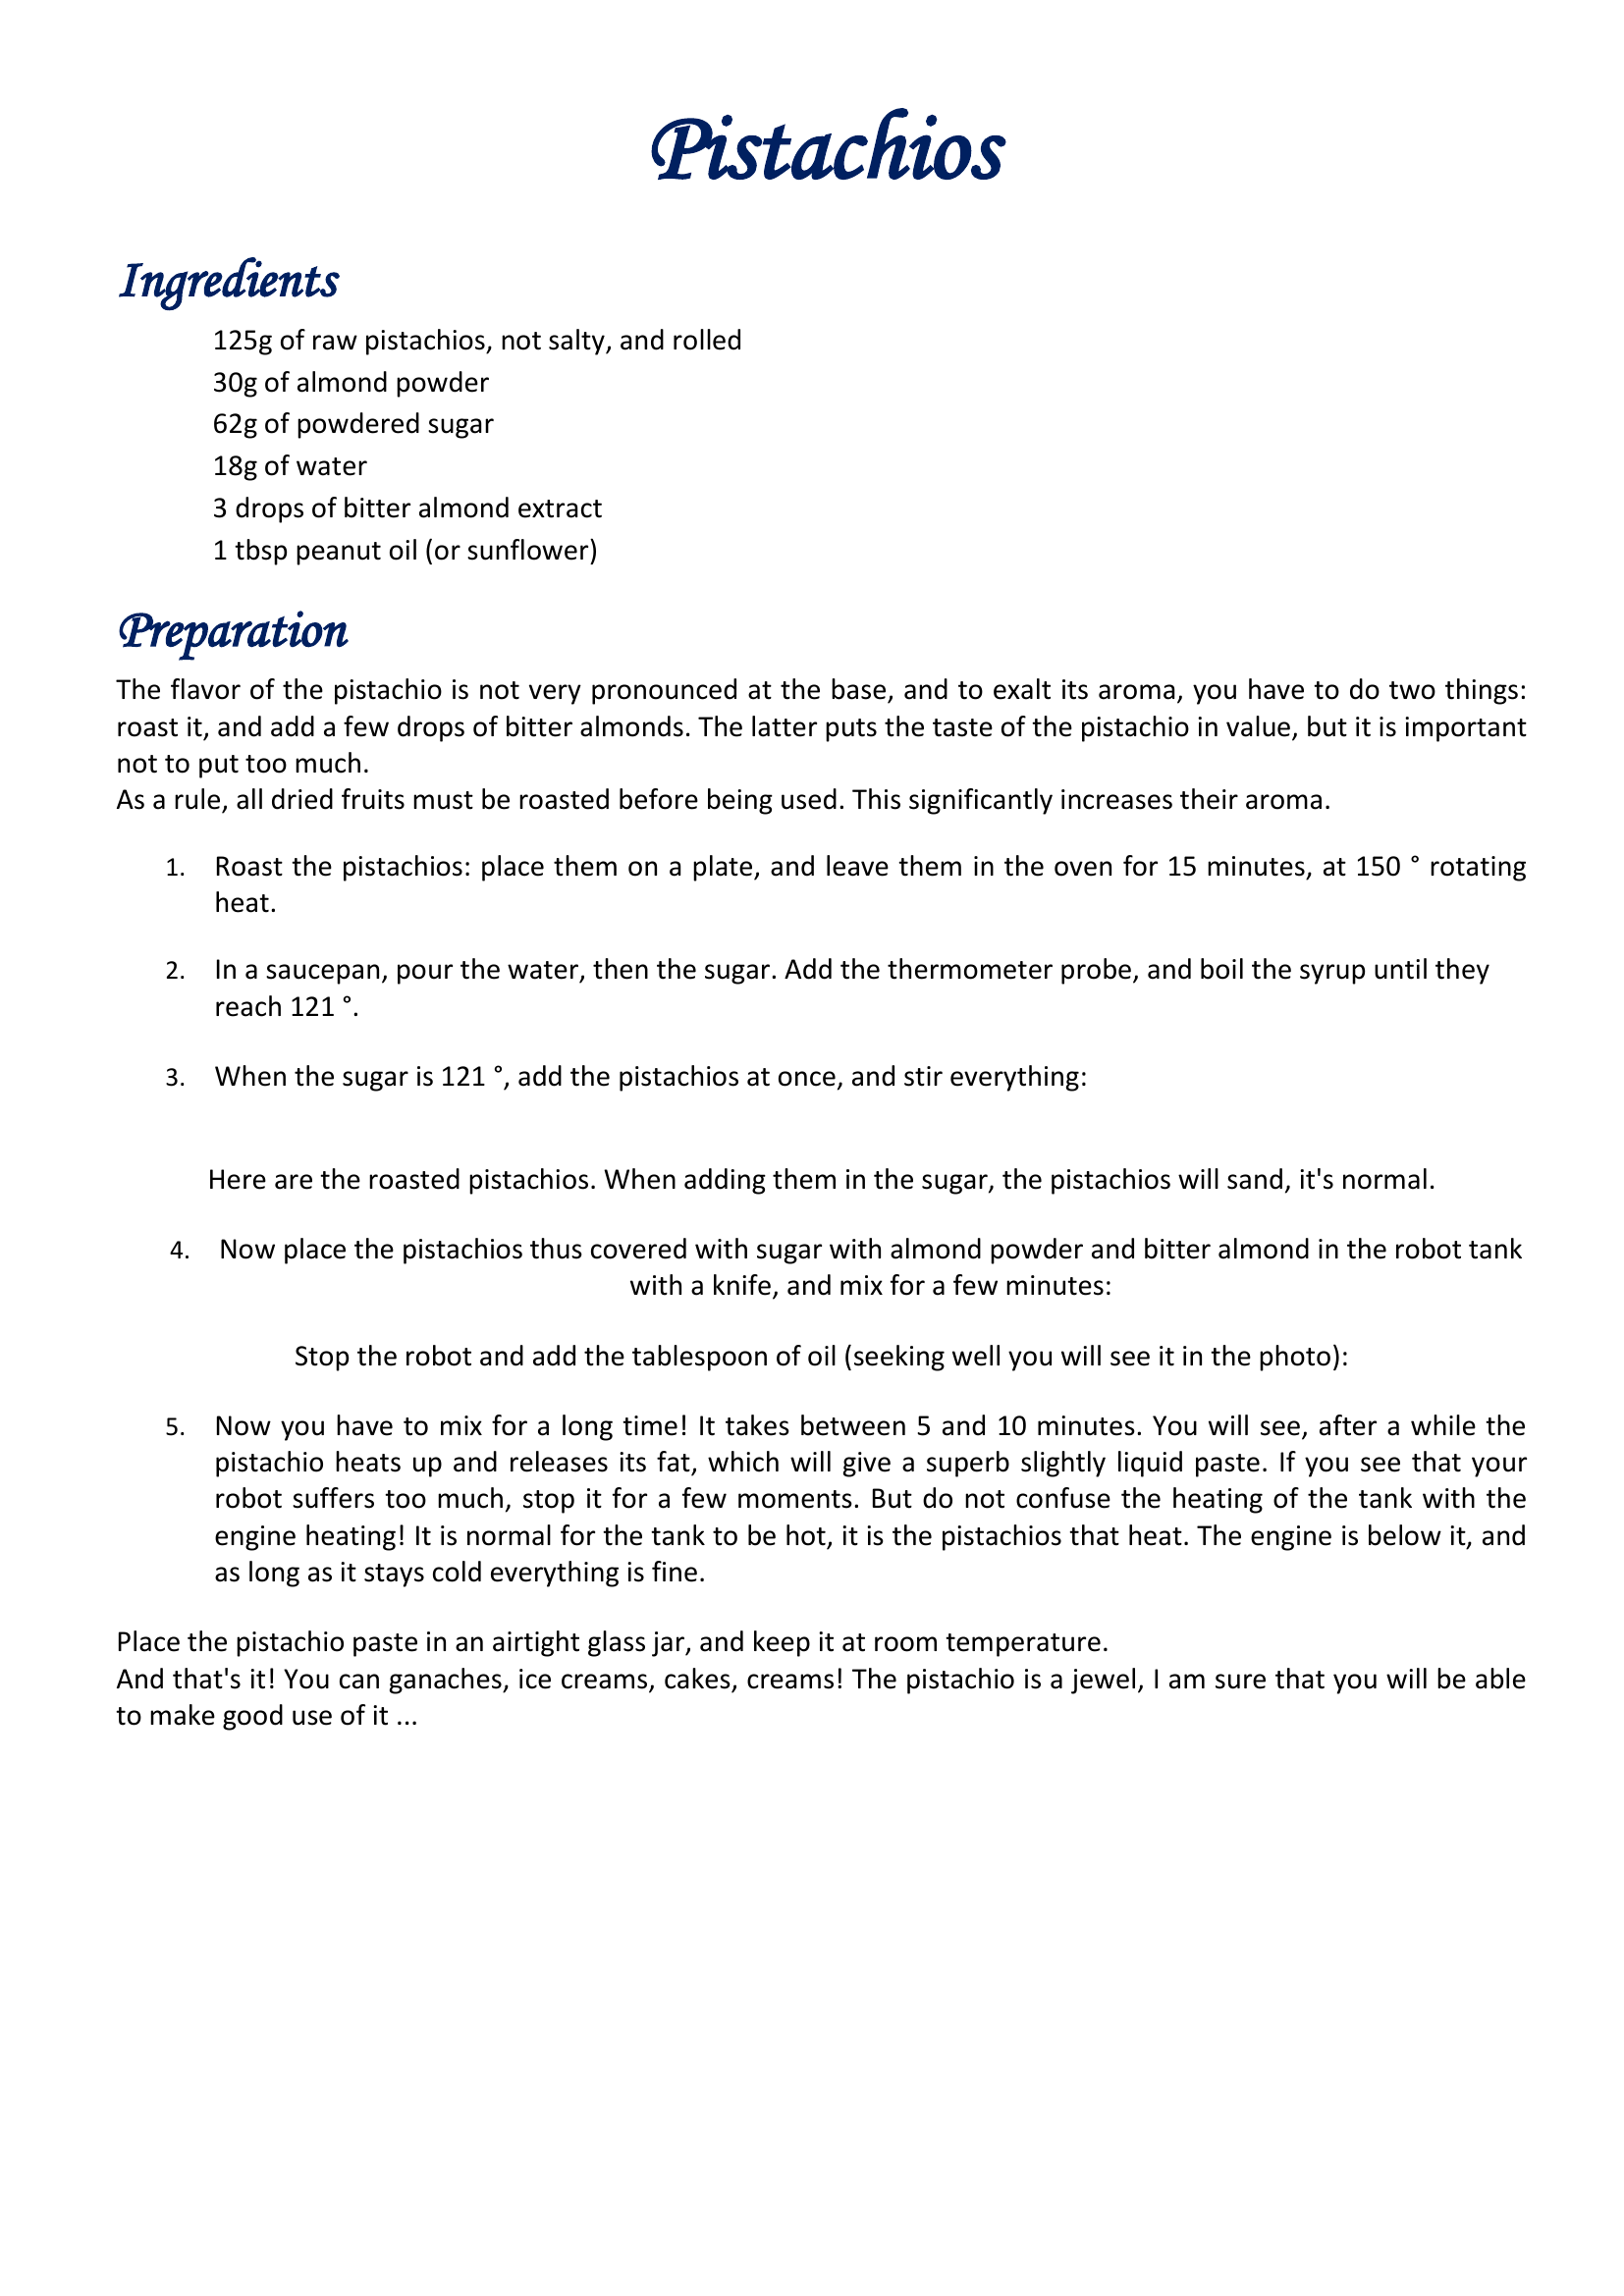 Pistachios
Ingredients
125g of raw pistachios, not salty, and rolled
30g of almond powder
62g of powdered sugar
18g of water
3 drops of bitter almond extract
1 tbsp peanut oil (or sunflower)
Preparation
The flavor of the pistachio is not very pronounced at the base, and to exalt its aroma, you have to do two things:
roast it, and add a few drops of bitter almonds. The latter puts the taste of the pistachio in value, but it is important
not to put too much.
As a rule, all dried fruits must be roasted before being used. This significantly increases their aroma.
1. Roast the pistachios: place them on a plate, and leave them in the oven for 15 minutes, at 150 ° rotating
heat.
2. In a saucepan, pour the water, then the sugar. Add the thermometer probe, and boil the syrup until they
reach 121 °.
3. When the sugar is 121 °, add the pistachios at once, and stir everything:
Here are the roasted pistachios. When adding them in the sugar, the pistachios will sand, it's normal.
4. Now place the pistachios thus covered with sugar with almond powder and bitter almond in the robot tank
with a knife, and mix for a few minutes:
Stop the robot and add the tablespoon of oil (seeking well you will see it in the photo):
5. Now you have to mix for a long time! It takes between 5 and 10 minutes. You will see, after a while the
pistachio heats up and releases its fat, which will give a superb slightly liquid paste. If you see that your
robot suffers too much, stop it for a few moments. But do not confuse the heating of the tank with the
engine heating! It is normal for the tank to be hot, it is the pistachios that heat. The engine is below it, and
as long as it stays cold everything is fine.
Place the pistachio paste in an airtight glass jar, and keep it at room temperature.
And that's it! You can ganaches, ice creams, cakes, creams! The pistachio is a jewel, I am sure that you will be able
to make good use of it ...